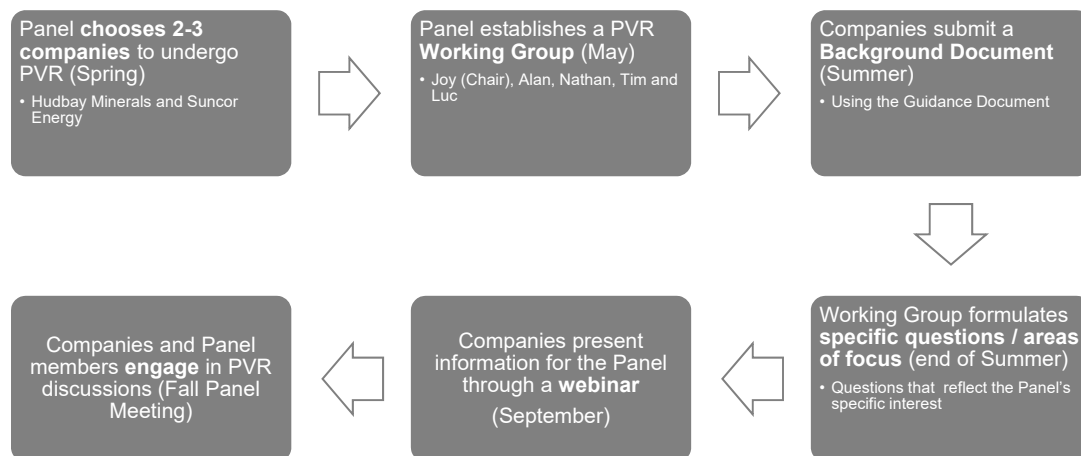 Panel chooses 2-3
companies to undergo
PVR (Spring)
• Hudbay Minerals and Suncor
Energy
Panel establishes a PVR
Working Group (May)
• Joy (Chair), Alan, Nathan, Tim and
Luc
Companies submit a
Background Document
(Summer)
• Using the Guidance Document
Working Group formulates
specific questions / areas
of focus (end of Summer)
• Questions that reflect the Panel's
specific interest
Companies present
information for the Panel
through a webinar
(September)
Companies and Panel
members engage in PVR
discussions (Fall Panel
Meeting)